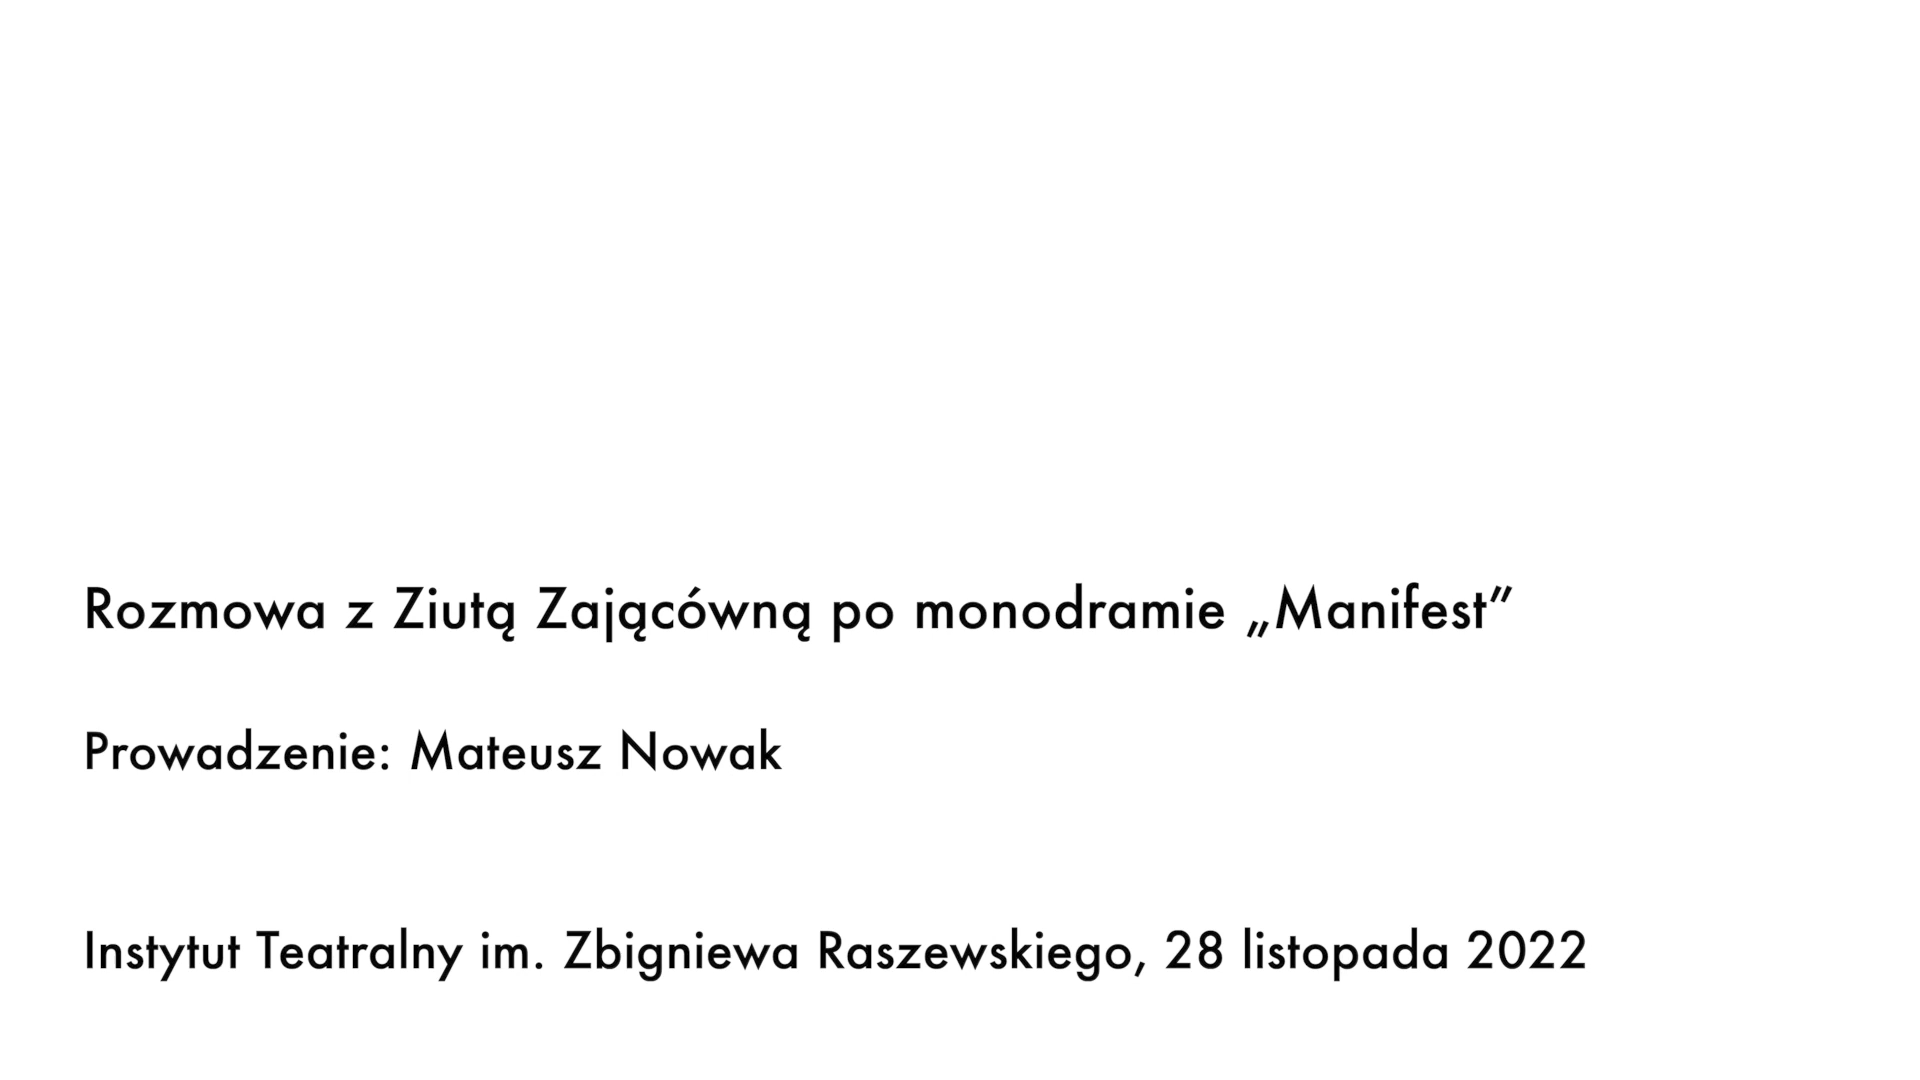 Rozmowa z Ziutą Zającówną po monodramie „Manifest”
Prowadzenie: Mateusz Nowak
Instytut Teatralny im. Zbigniewa Raszewskiego, 28 listopada 2022